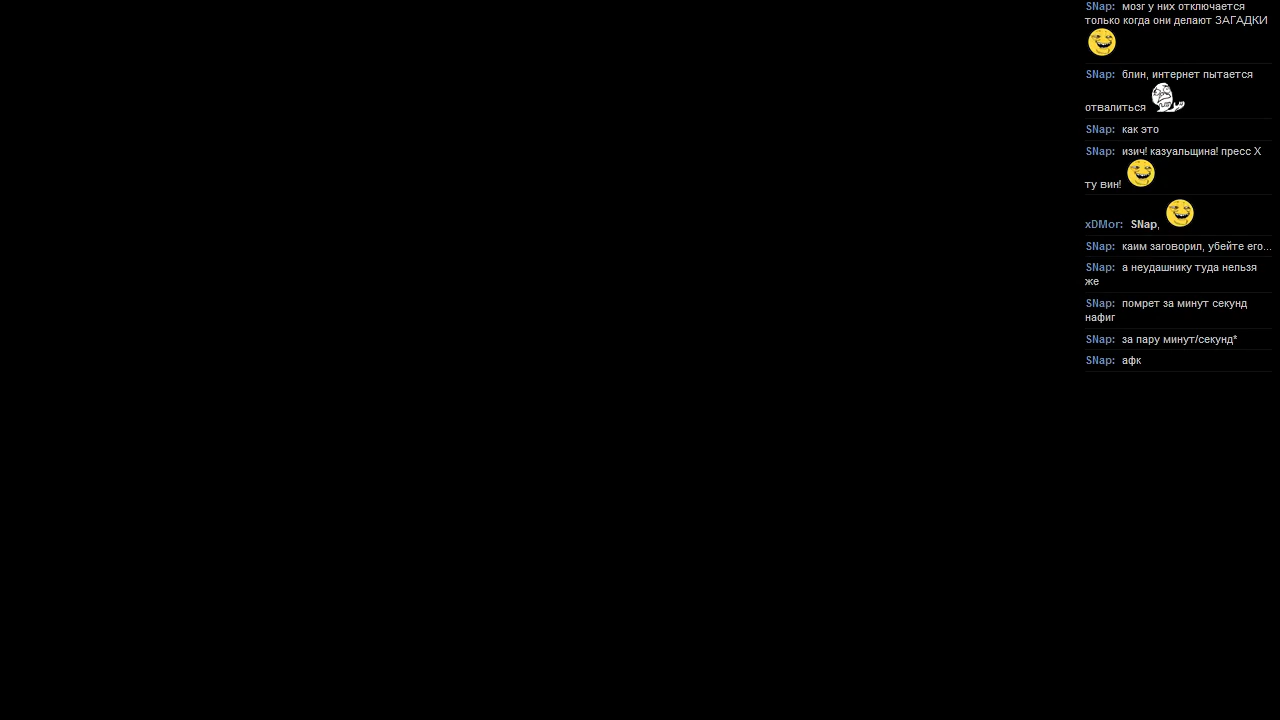 SNap: мозг у них отключается
только когда они делают ЗАГАДКИ
SNap: блин, интернет пытается
отвалиться
SNap: как это
SNap: изич! казуальщина! пресс X
ту вин!
xDMor: SNap,
SNap: каим заговорил, убейте его...
SNap: а неудашнику туда нельзя
же
SNap: помрет за минут секунд
нафиг
SNap: за пару минут/секунд*
SNap: афк